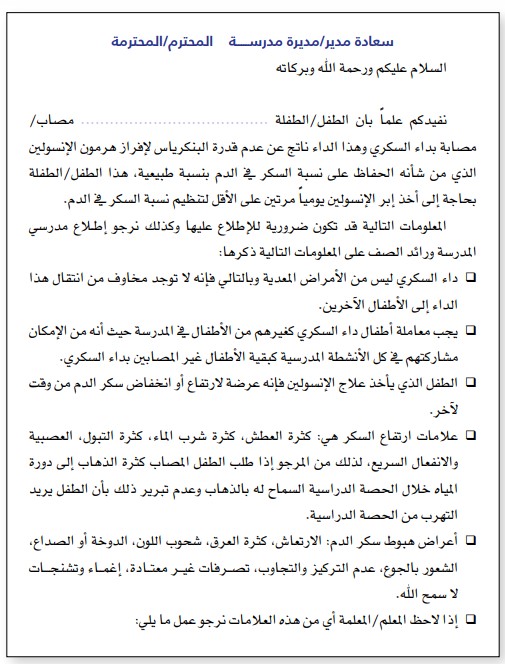 سعادة مدير/مديرة مدرســـة المحترم/المحترمة
السلام عليكم ورحمة الله وبركاته
نفيدكم علماً بان الطفل/الطفلة ........................................ مصاب/
مصابة بداء السكري وهذا الداء ناتج عن عدم قدرة البنكرياس لإفراز هرمون الإنسولين
الذي من شأنه الحفاظ على نسبة السكر في الدم بنسبة طبيعية، هذا الطفل/الطفلة
بحاجة إلى أخذ إبر الإنسولين يومياً مرتين على الأقل لتنظيم نسبة السكر في الدم.
المعلومات التالية قد تكون ضرورية للإطلاع عليها وكذلك نرجو إطـلاع مدرسي
المدرسة ورائد الصف على المعلومات التالية ذكرها:
❑ داء السكري ليس من الأمراض المعدية وبالتالي فإنه لا توجد مخاوف من انتقال هذا
الداء إلى الأطفال الآخرين.
❑ يجب معاملة أطفال داء السكري كغيرهم من الأطفال في المدرسة حيث أنه من الإمكان
مشاركتهم في كل الأنشطة المدرسية كبقية الأطفال غير المصابين بداء السكري.
❑ الطفل الذي يأخذ علاج الإنسولين فإنه عرضة لارتفاع أو انخفاض سكر الدم من وقت
لآخر.
❑ علامات ارتفاع السكر هي: كثرة العطش، كثرة شرب الماء، كثرة التبول، العصبية
والانفعال السريع، لذلك من المرجو إذا طلب الطفل المصاب كثرة الذهاب إلى دورة
المياه خلال الحصة الدراسية السماح له بالذهاب وعدم تبرير ذلك بأن الطفل يريد
التهرب من الحصة الدراسية.
❑ أعراض هبوط سكر الدم: الارتعاش، كثرة العرق، شحوب اللون، الدوخة أو الصداع،
الشعور بالجوع، عدم التركيز والتجاوب، تصـرفات غيـر معتـادة، إغمـاء وتشنجـات
لا سمح الله.
❑ إذا لاحظ المعلم/المعلمة أي من هذه العلامات نرجو عمل ما يلي: